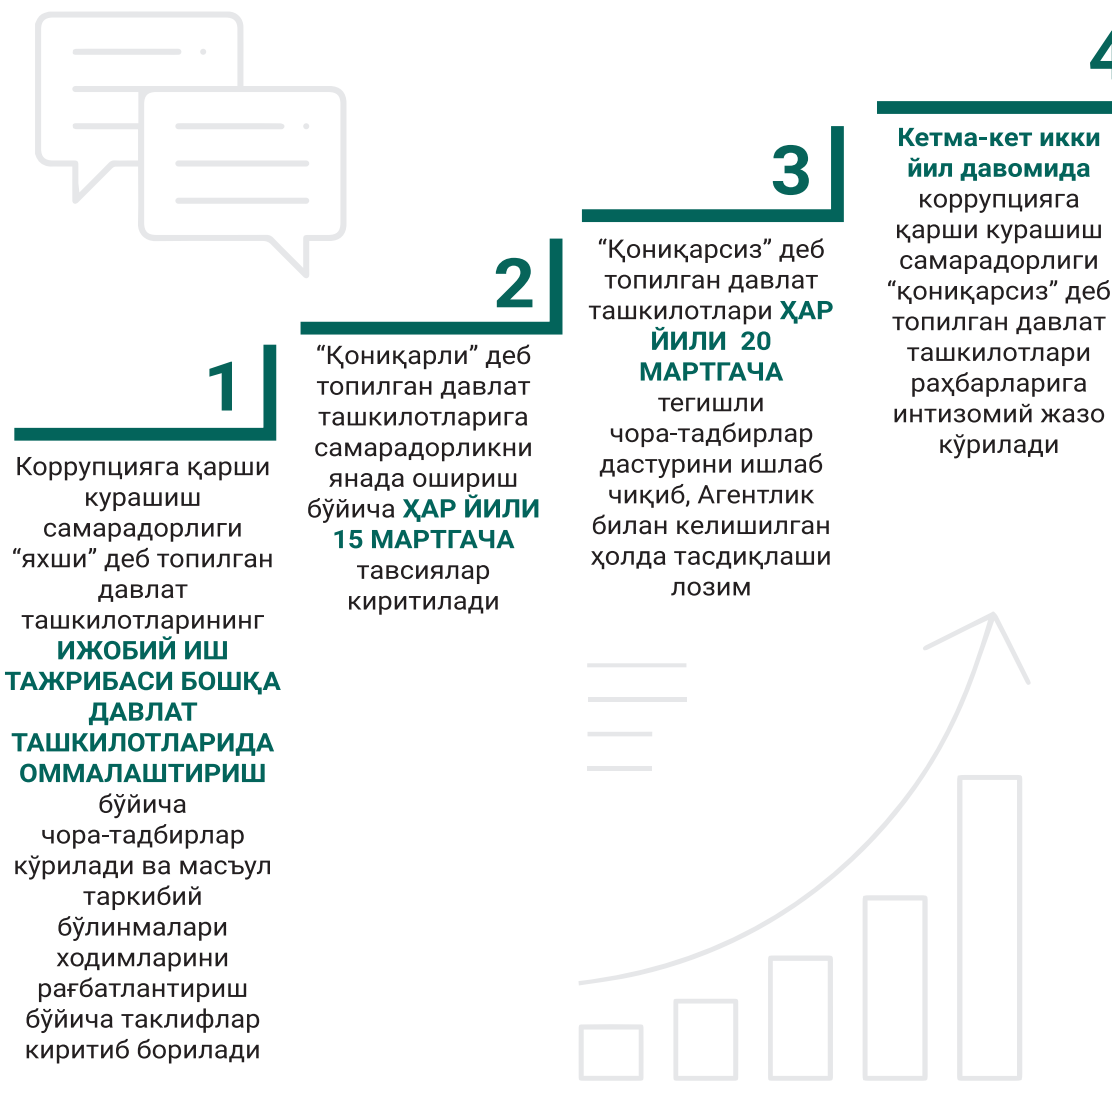 1
Коррупцияга қарши
курашиш
самарадорлиги
“яхши” деб топилган
давлат
ташкилотларининг
ИЖОБИЙ ИШ
ТАЖРИБАСИ БОШҚА
ДАВЛАТ
ТАШКИЛОТЛАРИДА
ОММАЛАШТИРИШ
бўйича
чора-тадбирлар
кўрилади ва масъул
таркибий
бўлинмалари
ходимларини
рағбатлантириш
бўйича таклифлар
киритиб борилади
2
“Қониқарли” деб
топилган давлат
ташкилотларига
самарадорликни
янада ошириш
бўйича ҲАР ЙИЛИ
15 МАРТГАЧА
тавсиялар
киритилади
3
“Қониқарсиз” деб
топилган давлат
ташкилотлари ҲАР
ЙИЛИ 20
МАРТГАЧА
тегишли
чора-тадбирлар
дастурини ишлаб
чиқиб, Агентлик
билан келишилган
ҳолда тасдиқлаши
лозим
4
Кетма-кет икки
йил давомида
коррупцияга
қарши курашиш
самарадорлиги
“қониқарсиз” деб
топилган давлат
ташкилотлари
раҳбарларига
интизомий жазо
кўрилади